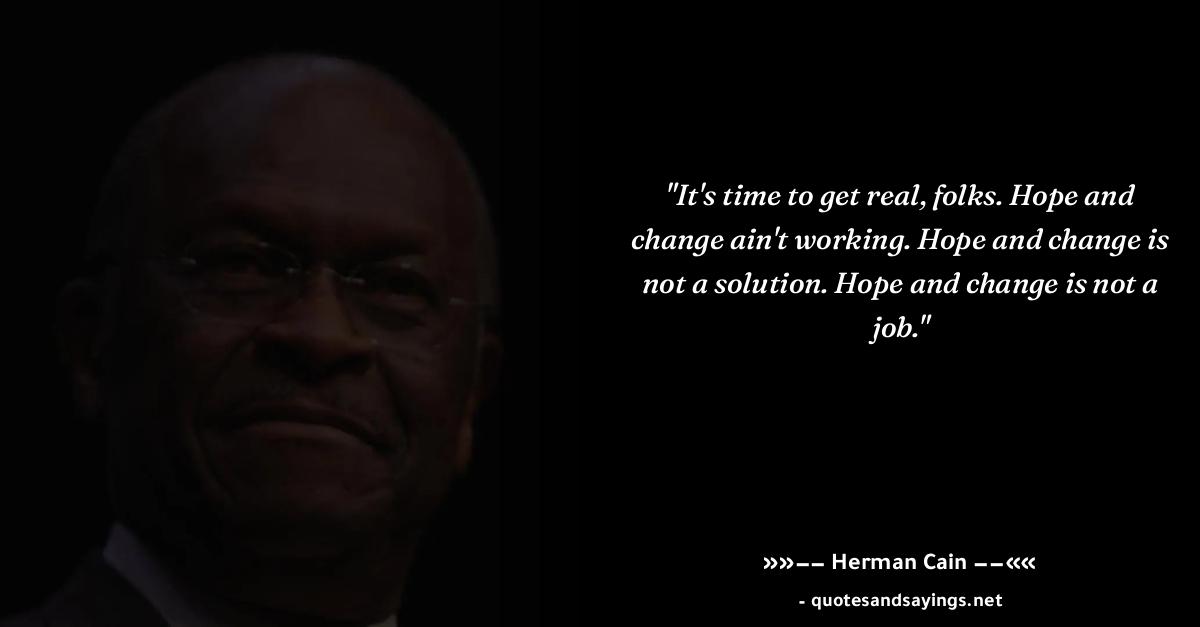 "It's time to get real, folks. Hope and
change ain't working. Hope and change is
not a solution. Hope and change is not a
job."
»»−− Herman Cain −−««
- quotesandsayings.net